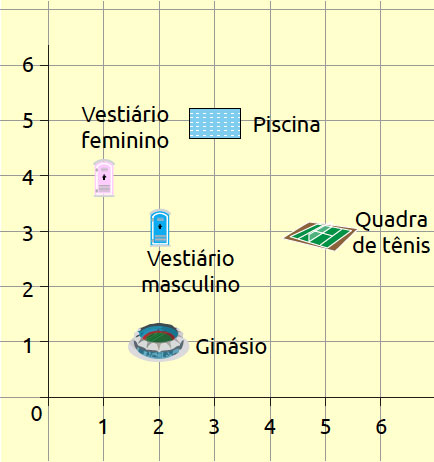 6
Vestiário
feminino
5
Piscina
4
3
Quadra
de tênis
Vestiário
masculino
2
1
Ginásio
0
1 2 3 4 5 6